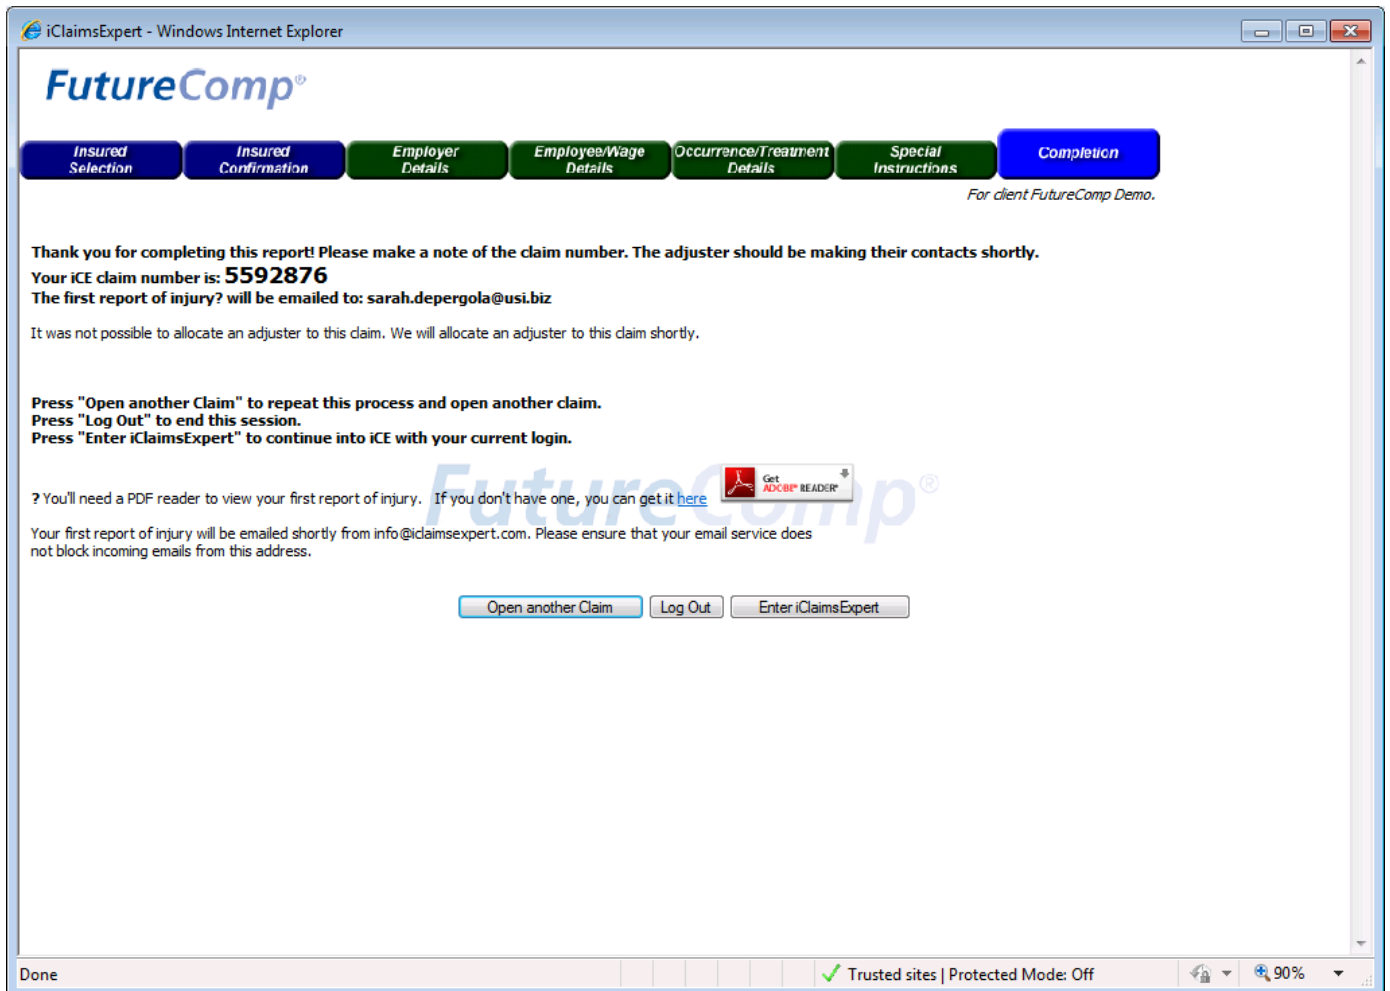 iClaimsExpert - Windows Internet Explorer
FutureComp®
Insured Selection
Insured Confirmation
Employer Details
Employee/Wage Details
Occurrence/Treatment Details
Special Instructions
Completion
For client FutureComp Demo.
Thank you for completing this report! Please make a note of the claim number. The adjuster should be making their contacts shortly.
Your iCE claim number is: 5592876
The first report of injury? will be emailed to: sarah.depergola@usi.biz
It was not possible to allocate an adjuster to this claim. We will allocate an adjuster to this claim shortly.
Press "Open another Claim" to repeat this process and open another claim.
Press "Log Out" to end this session.
Press "Enter iClaimsExpert" to continue into iCE with your current login.
FutureComp®
? You'll need a PDF reader to view your first report of injury. If you don't have one, you can get it here
Get
ADOBE® READER®
Your first report of injury will be emailed shortly from info@iclaimsexpert.com. Please ensure that your email service does
not block incoming emails from this address.
Open another Claim
Log Out
Enter iClaimsExpert
Done
Trusted sites | Protected Mode: Off
90%